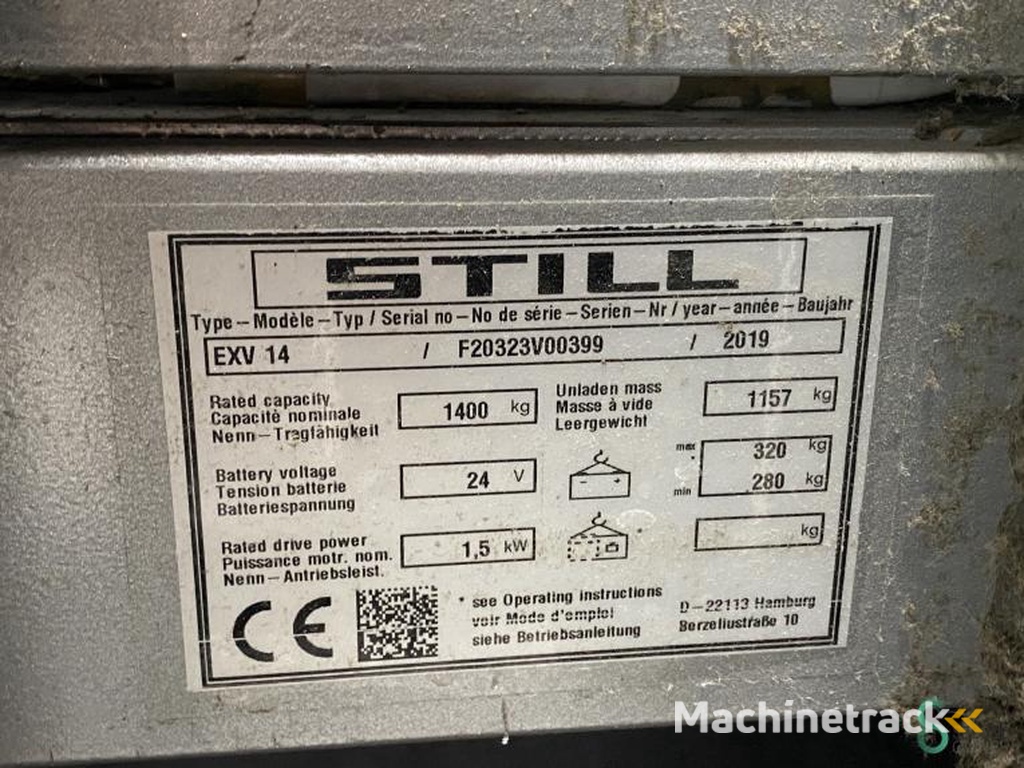 STILL
Type – Modèle – Typ / Serial no – No de série – Serien – Nr / year – année – Baujahr
EXV 14 / F20323V00399 / 2019
Rated capacity
Capacitè nominale
Nenn – Tragfähigkeit
1400 kg
Unladen mass
Masse à vide
Leergewicht
1157 kg
Battery voltage
Tension batterie
Batteriespannung
24 V
- +
max 320 kg
*
min 280 kg
Rated drive power
Puissance motr. nom.
Nenn – Antriebsleist.
1,5 kW
kg
CE
* see Operating instructions
voir Mode d'emploi
siehe Betriebsanleitung
D – 22113 Hamburg
Berzeliustraße 10
Machinetrack